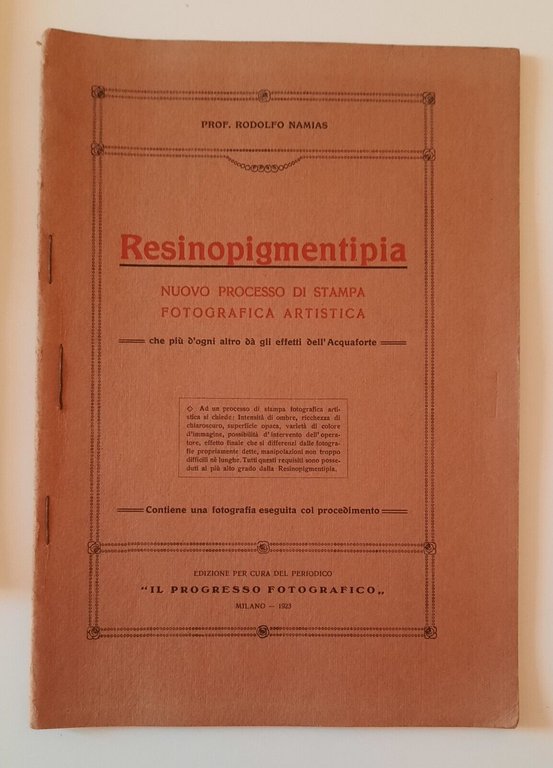 PROF. RODOLFO NAMIAS
Resinopigmentipia
NUOVO PROCESSO DI STAMPA
FOTOGRAFICA ARTISTICA
che più d'ogni altro dà gli effetti dell'Acquaforte
◇ Ad un processo di stampa fotografica arti-
stica si chiede: Intensità di ombre, ricchezza di
chiaroscuro, superficie opaca, varietà di colore
d'immagine, possibilità d'intervento dell'opera-
tore, effetto finale che si differenzi dalle fotogra-
fie propriamente dette, manipolazioni non troppo
difficili nè lunghe. Tutti questi requisiti sono posse-
duti al più alto grado dalla Resinopigmentipia.
Contiene una fotografia eseguita col procedimento
EDIZIONE PER CURA DEL PERIODICO
"IL PROGRESSO FOTOGRAFICO„
MILANO — 1923